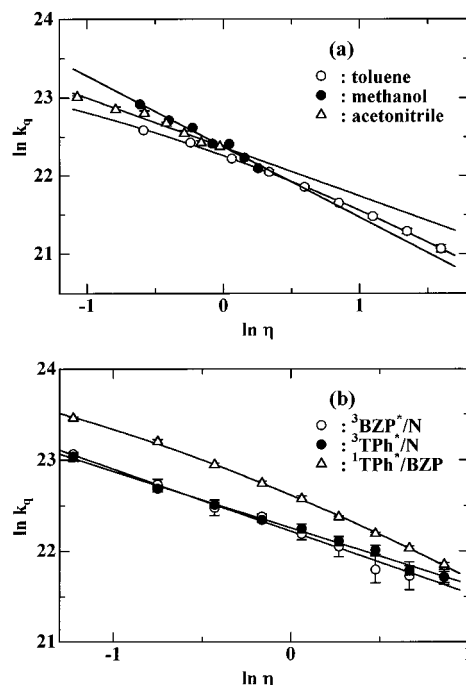 24
(a)
○ : toluene
● : methanol
△ : acetonitrile
23
ln k_q
22
21
-1
0
1
ln η
24
(b)
○ : ³BZP*/N
● : ³TPh*/N
△ : ¹TPh*/BZP
23
ln k_q
22
21
-1
0
1
ln η